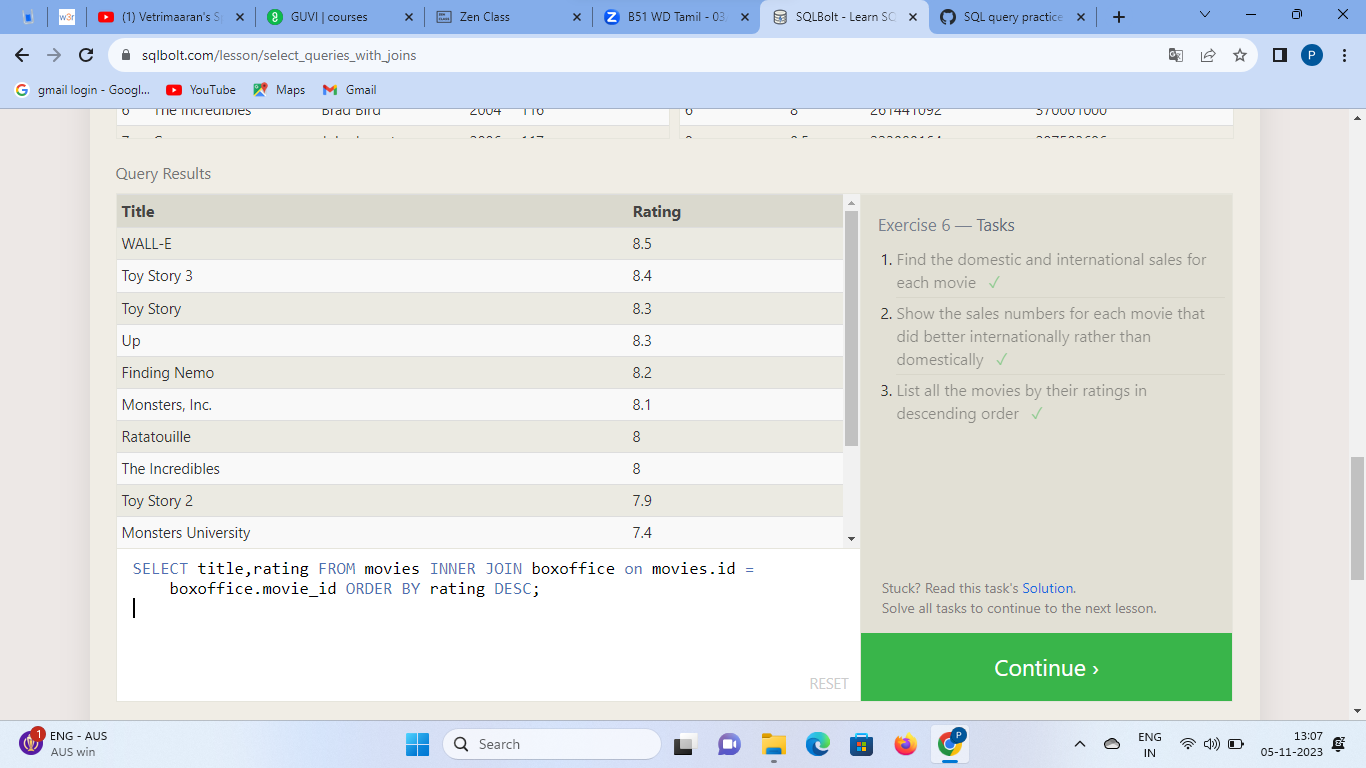 (1) Vetrimaaran's S
GUVI | courses
Zen Class
B51 WD Tamil - 03
SQLBolt - Learn SQ
SQL query practice
sqlbolt.com/lesson/select_queries_with_joins
P
gmail login - Googl...
YouTube
Maps
Gmail
6 The Incredibles Brad Bird 2004 116
6 8 261441092 370001000
Query Results
Title Rating
WALL-E 8.5
Toy Story 3 8.4
Toy Story 8.3
Up 8.3
Finding Nemo 8.2
Monsters, Inc. 8.1
Ratatouille 8
The Incredibles 8
Toy Story 2 7.9
Monsters University 7.4
SELECT title,rating FROM movies INNER JOIN boxoffice on movies.id =
boxoffice.movie_id ORDER BY rating DESC;
RESET
Exercise 6 — Tasks
1. Find the domestic and international sales for
each movie ✓
2. Show the sales numbers for each movie that
did better internationally rather than
domestically ✓
3. List all the movies by their ratings in
descending order ✓
Stuck? Read this task's Solution.
Solve all tasks to continue to the next lesson.
Continue ›
1
ENG - AUS
AUS win
Search
P
ENG
IN
13:07
05-11-2023